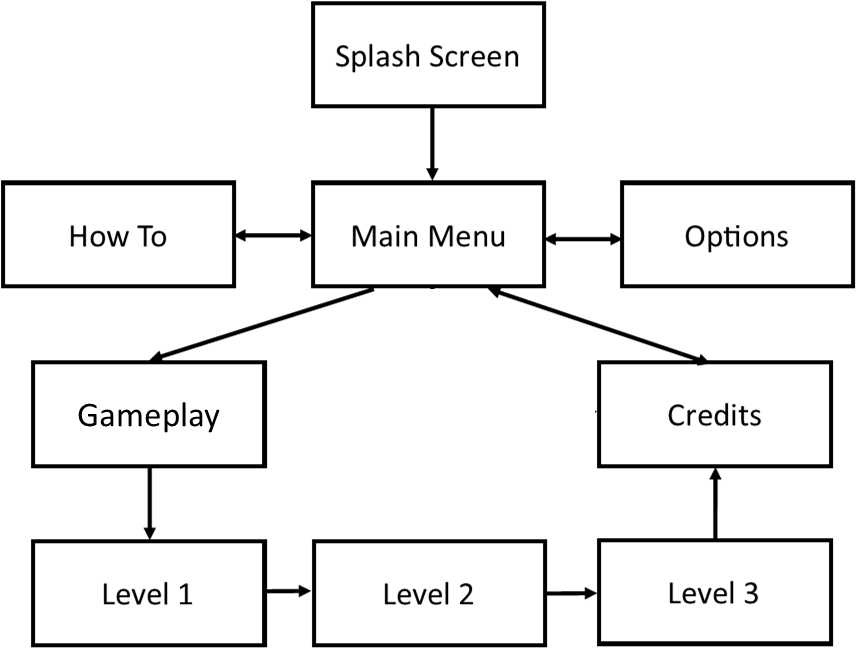 Splash Screen
How To
Main Menu
Options
Gameplay
Credits
Level 1
Level 2
Level 3